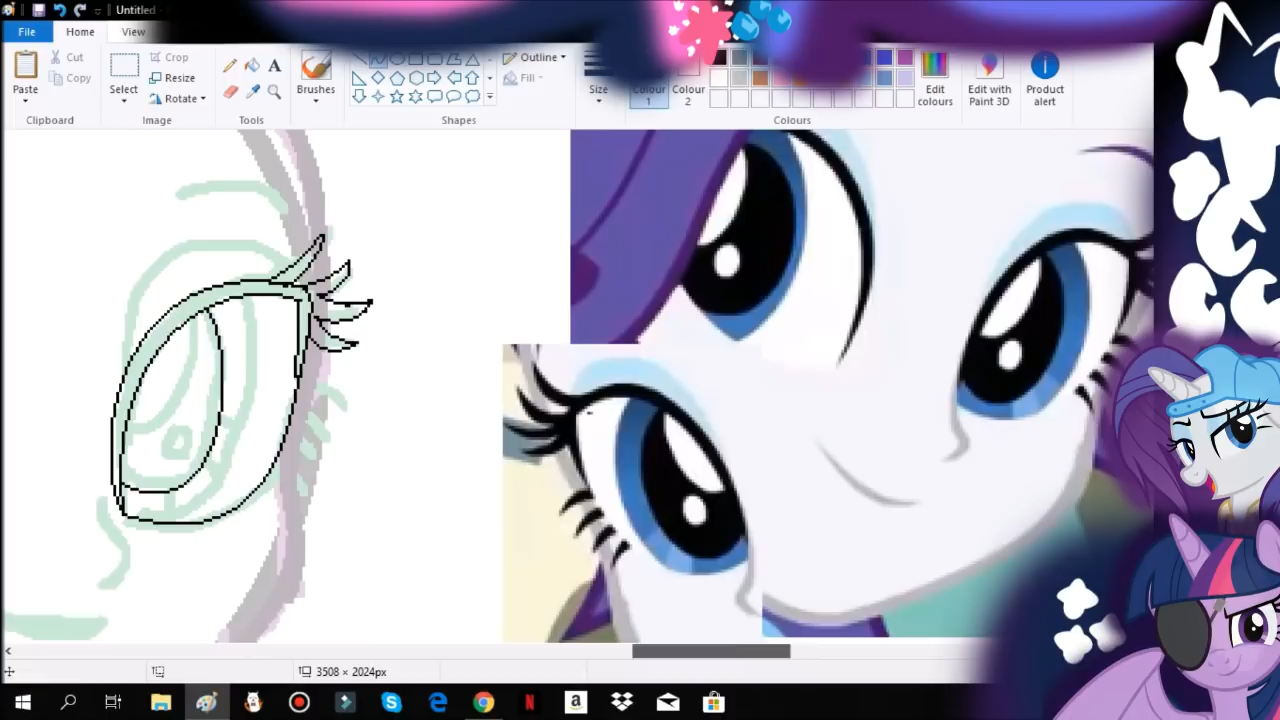 Untitled -
File Home View
Paste
Cut
Copy
Clipboard
Select
Crop
Resize
Rotate
Image
A
Tools
Brushes
Outline
Fill
Shapes
Size
Colour
1
Colour
2
Edit
colours
Colours
Edit with
Paint 3D
Product
alert
3508 × 2024px